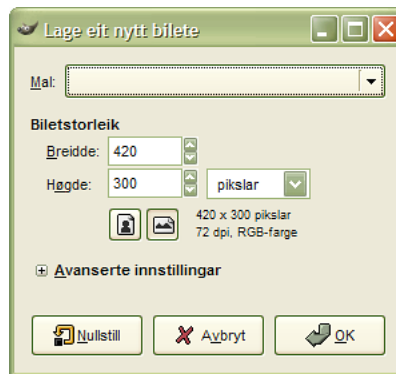 Lage eit nytt bilete
Mal:
Biletstorleik
Breidde: 420
Høgde: 300 pikslar
420 x 300 pikslar
72 dpi, RGB-farge
Avanserte innstillingar
Nullstill Avbryt OK